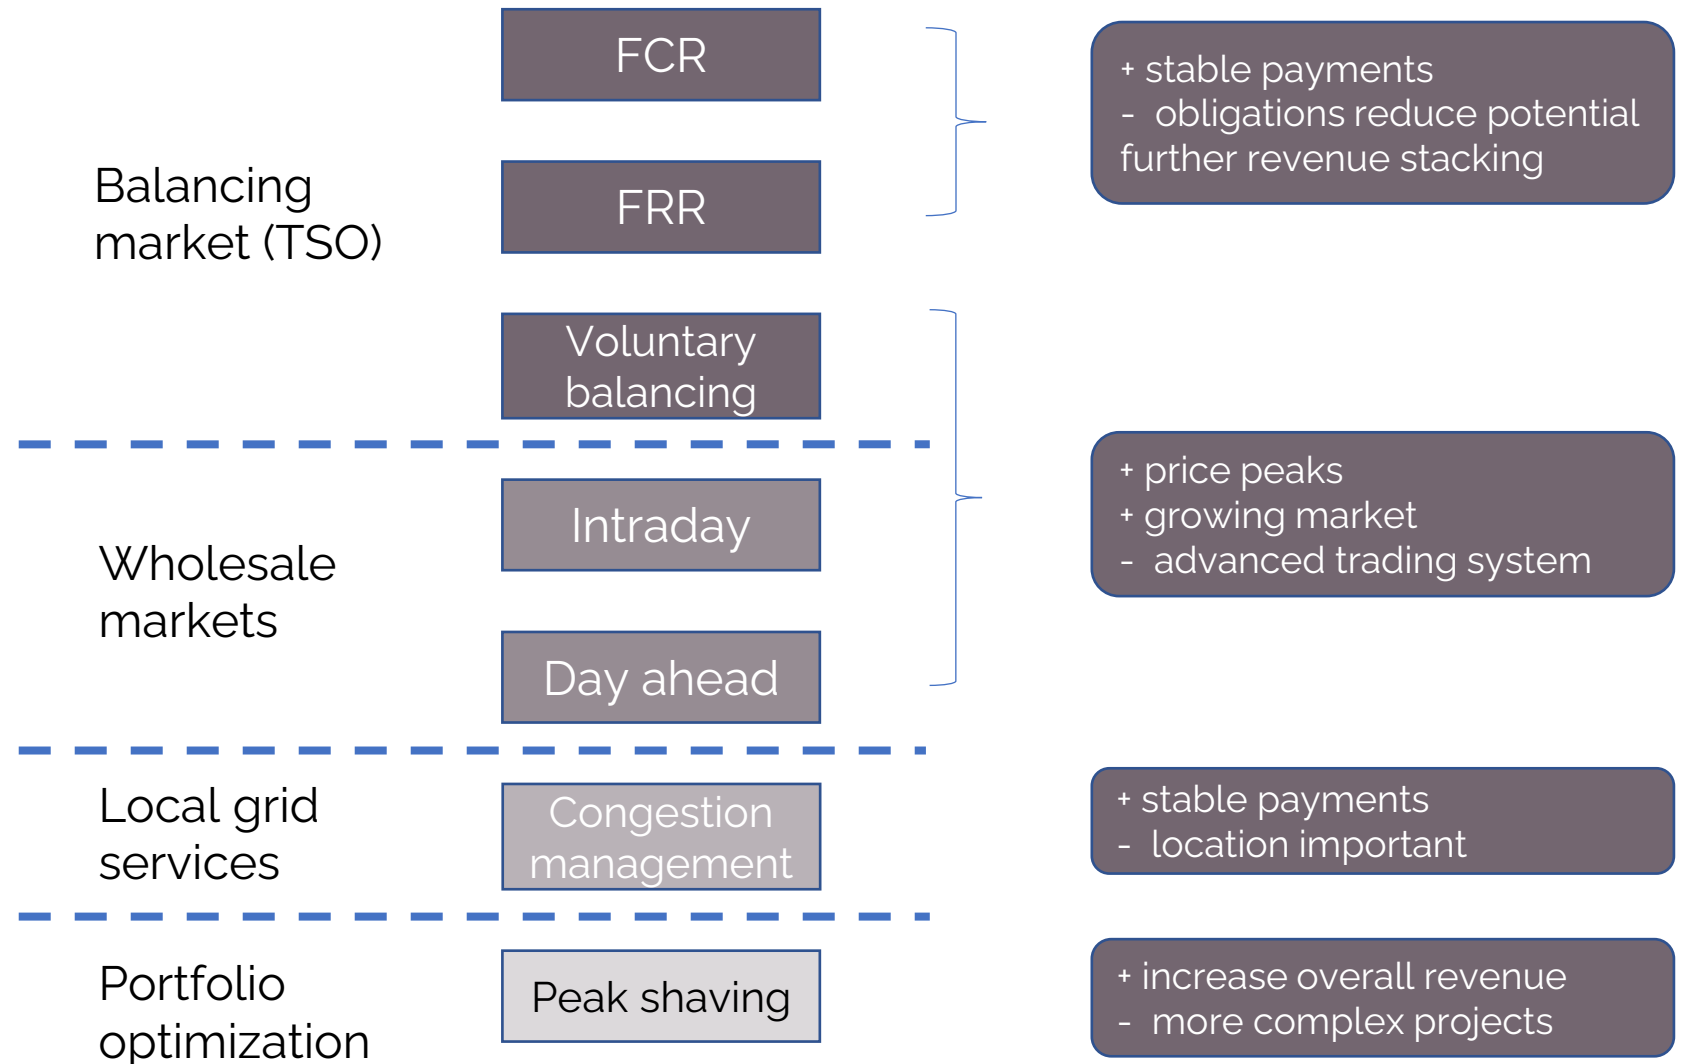 Balancing
market (TSO)
FCR
FRR
Voluntary
balancing
+ stable payments
- obligations reduce potential
further revenue stacking
Wholesale
markets
Intraday
Day ahead
+ price peaks
+ growing market
- advanced trading system
Local grid
services
Congestion
management
+ stable payments
- location important
Portfolio
optimization
Peak shaving
+ increase overall revenue
- more complex projects